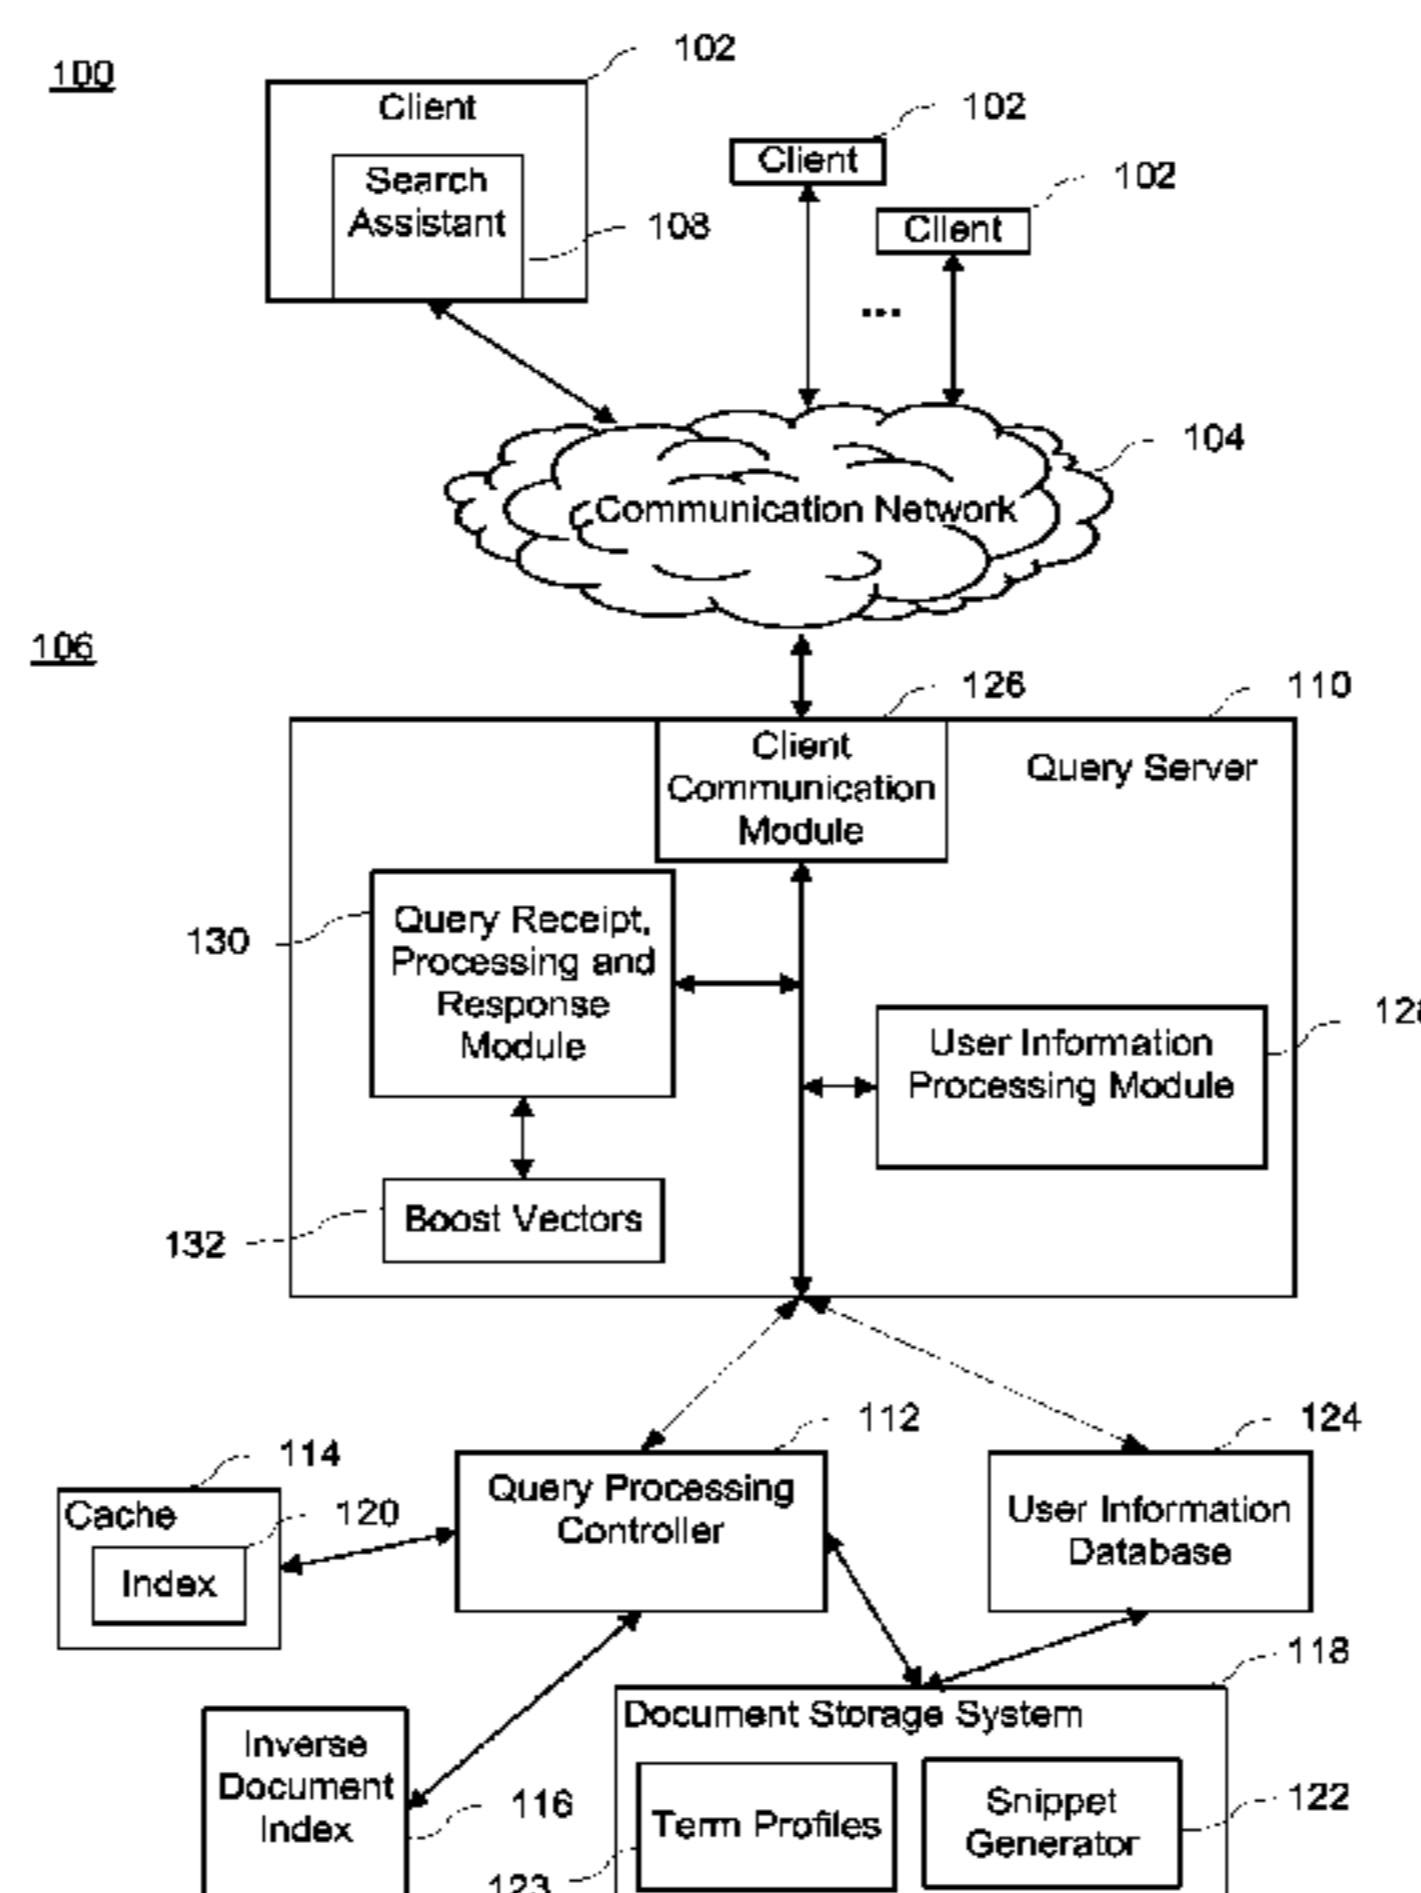 100
102
Client
Search
Assistant
108
102
Client
102
Client
...
104
Communication Network
106
126
110
Client
Communication
Module
Query Server
130
Query Receipt,
Processing and
Response
Module
128
User Information
Processing Module
132
Boost Vectors
112
124
114
Cache
120
Index
Query Processing
Controller
User Information
Database
118
Document Storage System
Inverse
Document
Index
116
Term Profiles
Snippet
Generator
122
123